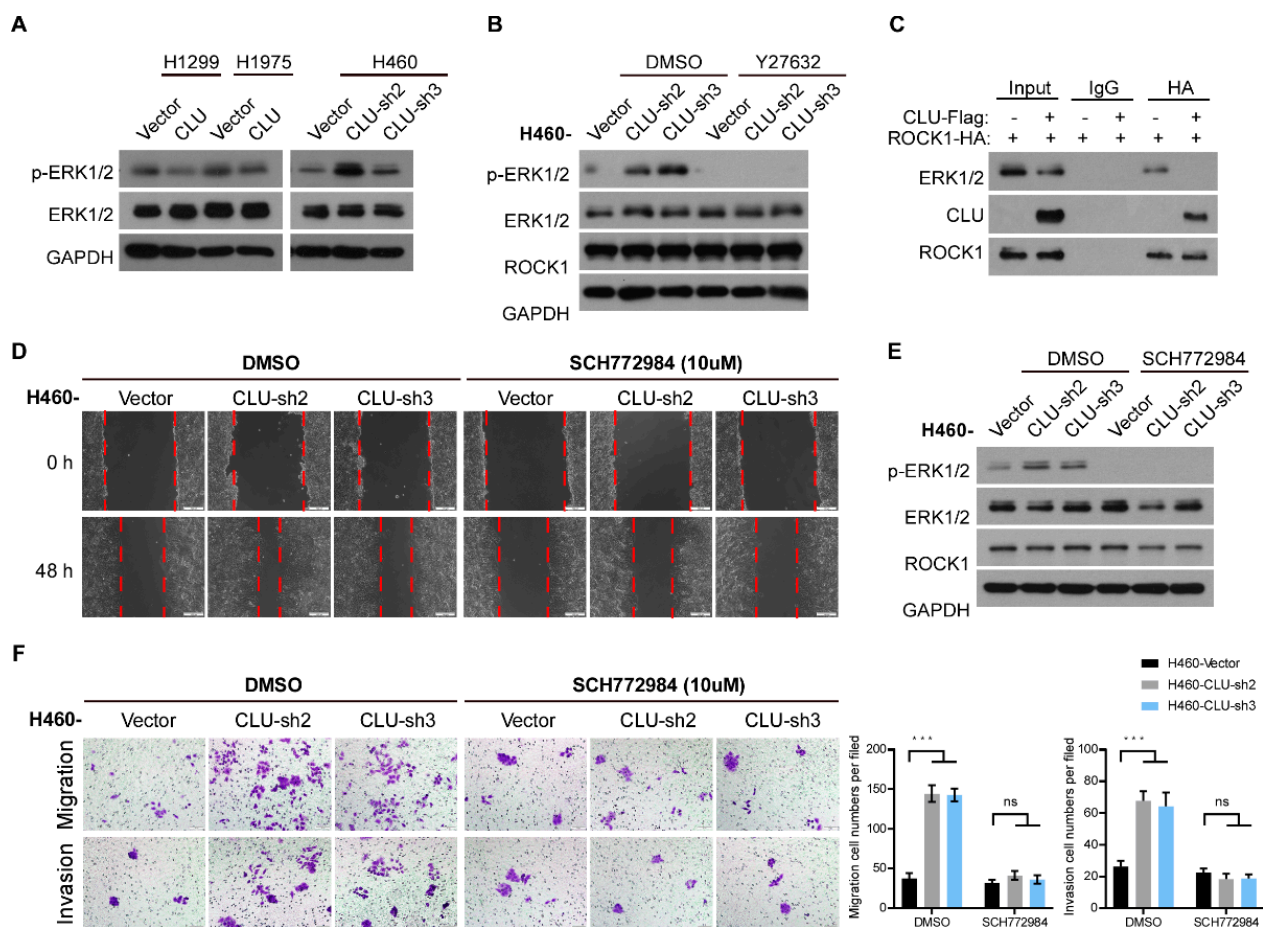 A
H1299 H1975 H460
Vector CLU Vector CLU Vector CLU-sh2 CLU-sh3
p-ERK1/2
ERK1/2
GAPDH
B
DMSO Y27632
H460- Vector CLU-sh2 CLU-sh3 Vector CLU-sh2 CLU-sh3
p-ERK1/2
ERK1/2
ROCK1
GAPDH
C
Input IgG HA
CLU-Flag: - + - + - +
ROCK1-HA: + + + + + +
ERK1/2
CLU
ROCK1
D
DMSO SCH772984 (10uM)
H460- Vector CLU-sh2 CLU-sh3 Vector CLU-sh2 CLU-sh3
0 h
48 h
E
DMSO SCH772984
H460- Vector CLU-sh2 CLU-sh3 Vector CLU-sh2 CLU-sh3
p-ERK1/2
ERK1/2
ROCK1
GAPDH
F
DMSO SCH772984 (10uM)
H460- Vector CLU-sh2 CLU-sh3 Vector CLU-sh2 CLU-sh3
Migration
Invasion
H460-Vector
H460-CLU-sh2
H460-CLU-sh3
Migration cell numbers per filed
200
150
100
50
0
***
ns
DMSO SCH772984
Invasion cell numbers per filed
100
80
60
40
20
0
***
ns
DMSO SCH772984